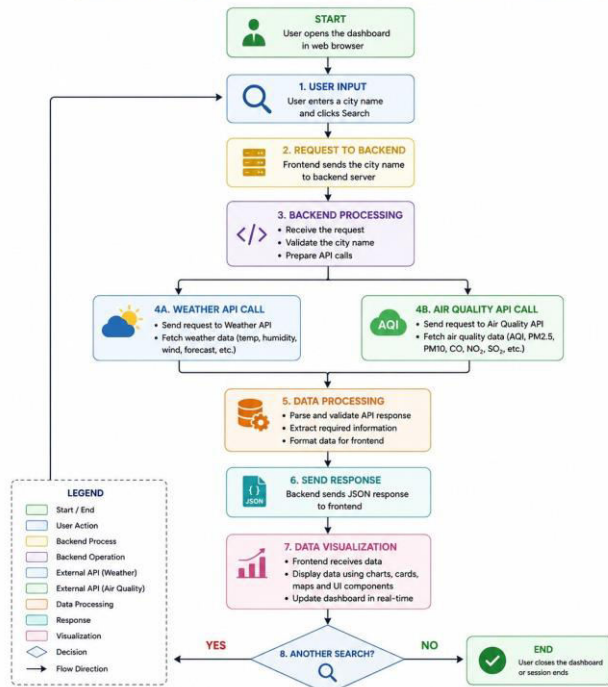 START
User opens the dashboard
in web browser
1. USER INPUT
User enters a city name
and clicks Search
2. REQUEST TO BACKEND
Frontend sends the city name
to backend server
3. BACKEND PROCESSING
• Receive the request
• Validate the city name
• Prepare API calls
4A. WEATHER API CALL
• Send request to Weather API
• Fetch weather data (temp, humidity,
wind, forecast, etc.)
AQI
4B. AIR QUALITY API CALL
• Send request to Air Quality API
• Fetch air quality data (AQI, PM2.5,
PM10, CO, NO₂, SO₂, etc.)
5. DATA PROCESSING
• Parse and validate API response
• Extract required information
• Format data for frontend
{ }
JSON
6. SEND RESPONSE
Backend sends JSON response
to frontend
7. DATA VISUALIZATION
• Frontend receives data
• Display data using charts, cards,
maps and UI components
• Update dashboard in real-time
YES
8. ANOTHER SEARCH?
NO
END
User closes the dashboard
or session ends
LEGEND
Start / End
User Action
Backend Process
Backend Operation
External API (Weather)
External API (Air Quality)
Data Processing
Response
Visualization
Decision
Flow Direction